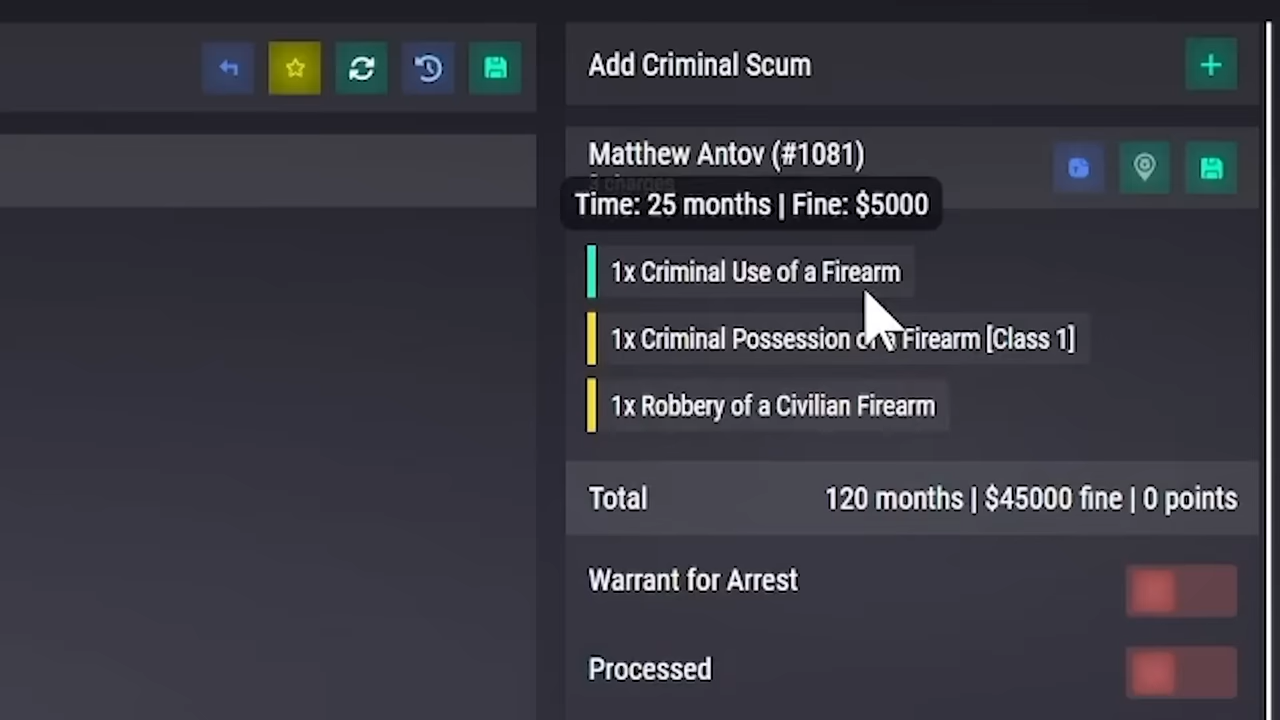 Add Criminal Scum
Matthew Antov (#1081)
3 charges
Time: 25 months | Fine: $5000
1x Criminal Use of a Firearm
1x Criminal Possession of a Firearm [Class 1]
1x Robbery of a Civilian Firearm
Total 120 months | $45000 fine | 0 points
Warrant for Arrest
Processed